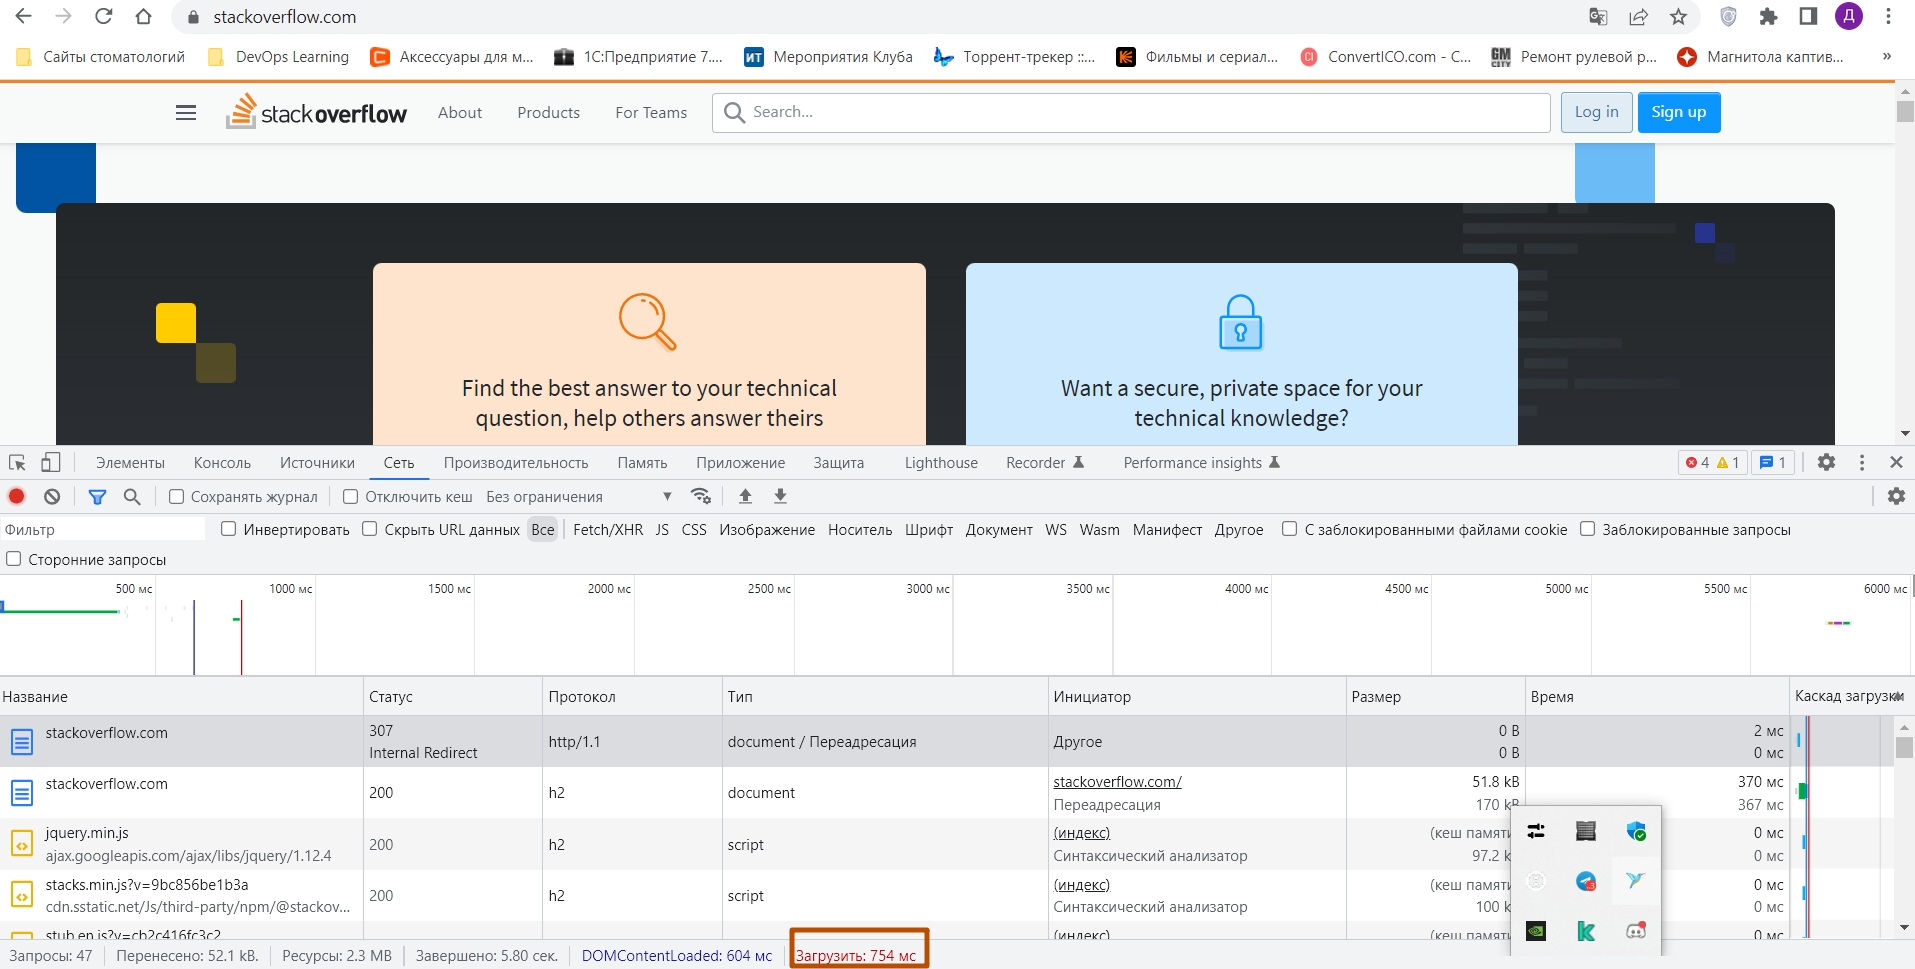 stackoverflow.com
Д
Сайты стоматологий DevOps Learning Аксессуары для м... 1С:Предприятие 7.... ИТ Мероприятия Клуба Торрент-трекер ::... Фильмы и сериал... CI ConvertICO.com - C... GM CITY Ремонт рулевой р... Магнитола каптив... »
stackoverflow About Products For Teams Search... Log in Sign up
Find the best answer to your technical
question, help others answer theirs
Want a secure, private space for your
technical knowledge?
Элементы Консоль Источники Сеть Производительность Память Приложение Защита Lighthouse Recorder Performance insights 4 1 1
Сохранять журнал Отключить кеш Без ограничения
Фильтр Инвертировать Скрыть URL данных Все Fetch/XHR JS CSS Изображение Носитель Шрифт Документ WS Wasm Манифест Другое С заблокированными файлами cookie Заблокированные запросы
Сторонние запросы
500 мс 1000 мс 1500 мс 2000 мс 2500 мс 3000 мс 3500 мс 4000 мс 4500 мс 5000 мс 5500 мс 6000 мс
Название Статус Протокол Тип Инициатор Размер Время Каскад загрузки
stackoverflow.com 307 http/1.1 document / Переадресация Другое 0 B 2 мс
Internal Redirect 0 B 0 мс
stackoverflow.com 200 h2 document stackoverflow.com/ 51.8 kB 370 мс
Переадресация 170 kB 367 мс
jquery.min.js 200 h2 script (индекс) (кеш памяти 0 мс
ajax.googleapis.com/ajax/libs/jquery/1.12.4 Синтаксический анализатор 97.2 k 0 мс
stacks.min.js?v=9bc856be1b3a 200 h2 script (индекс) (кеш памяти 0 мс
cdn.sstatic.net/Js/third-party/npm/@stackov... Синтаксический анализатор 100 k 0 мс
stub.en.js?v=cb2c416fc3c2 (индекс) (кеш памяти 0 мс
Запросы: 47 Перенесено: 52.1 kB. Ресурсы: 2.3 MB Завершено: 5.80 сек. DOMContentLoaded: 604 мс Загрузить: 754 мс